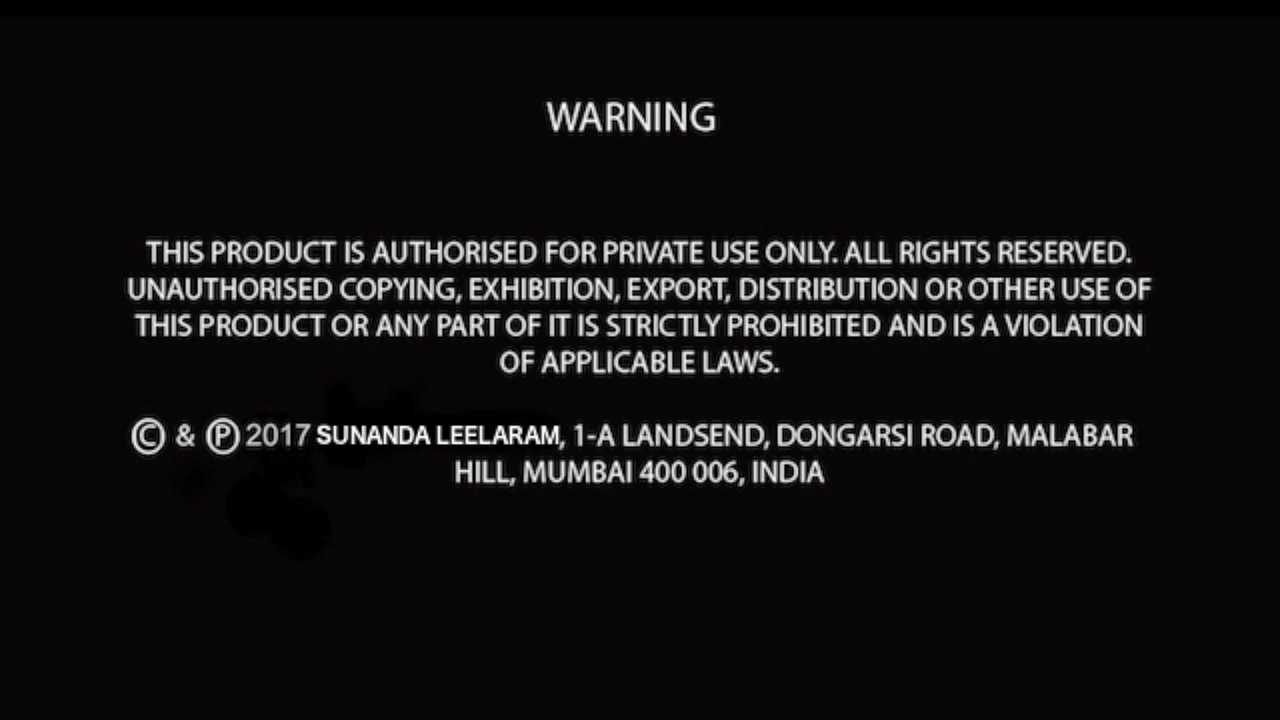 WARNING
THIS PRODUCT IS AUTHORISED FOR PRIVATE USE ONLY. ALL RIGHTS RESERVED.
UNAUTHORISED COPYING, EXHIBITION, EXPORT, DISTRIBUTION OR OTHER USE OF
THIS PRODUCT OR ANY PART OF IT IS STRICTLY PROHIBITED AND IS A VIOLATION
OF APPLICABLE LAWS.
© & ℗ 2017 SUNANDA LEELARAM, 1-A LANDSEND, DONGARSI ROAD, MALABAR
HILL, MUMBAI 400 006, INDIA